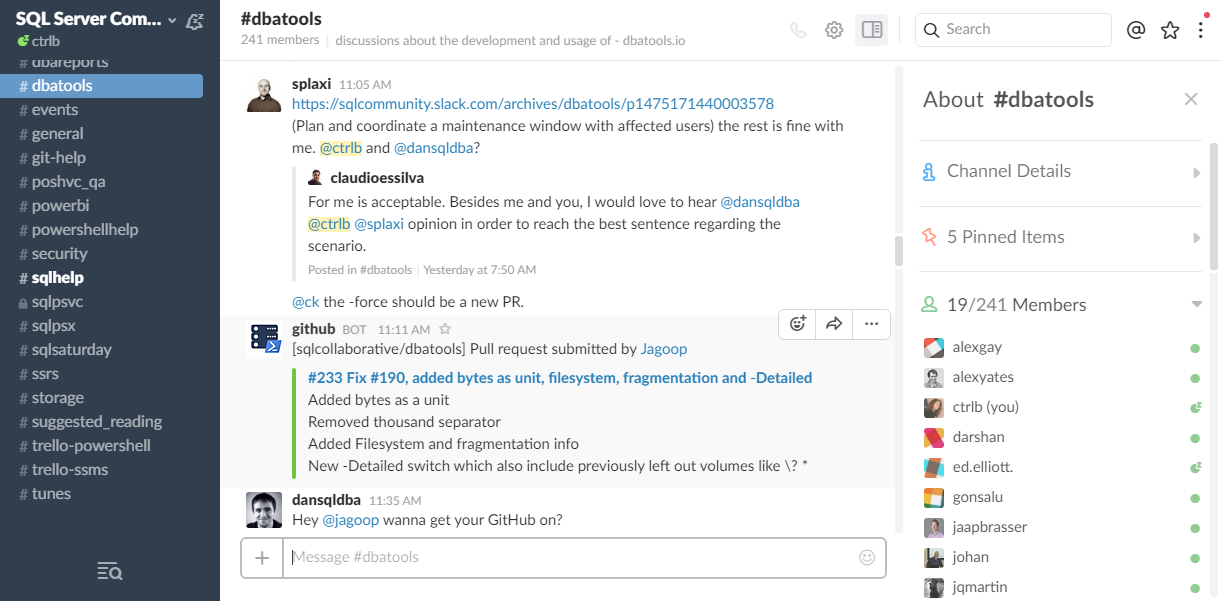 SQL Server Com...
ctrlb
# dbareports
# dbatools
# events
# general
# git-help
# poshvc_qa
# powerbi
# powershellhelp
# security
# sqlhelp
sqlpsvc
# sqlpsx
# sqlsaturday
# ssrs
# storage
# suggested_reading
# trello-powershell
# trello-ssms
# tunes
#dbatools
241 members | discussions about the development and usage of - dbatools.io
Search
splaxi 11:05 AM
https://sqlcommunity.slack.com/archives/dbatools/p1475171440003578
(Plan and coordinate a maintenance window with affected users) the rest is fine with
me. @ctrlb and @dansqldba?
claudioessilva
For me is acceptable. Besides me and you, I would love to hear @dansqldba
@ctrlb @splaxi opinion in order to reach the best sentence regarding the
scenario.
Posted in #dbatools | Yesterday at 7:50 AM
@ck the -force should be a new PR.
github BOT 11:11 AM
[sqlcollaborative/dbatools] Pull request submitted by Jagoop
#233 Fix #190, added bytes as unit, filesystem, fragmentation and -Detailed
Added bytes as a unit
Removed thousand separator
Added Filesystem and fragmentation info
New -Detailed switch which also include previously left out volumes like \? *
dansqldba 11:35 AM
Hey @jagoop wanna get your GitHub on?
Message #dbatools
About #dbatools
Channel Details
5 Pinned Items
19/241 Members
alexgay
alexyates
ctrlb (you)
darshan
ed.elliott.
gonsalu
jaapbrasser
johan
jqmartin